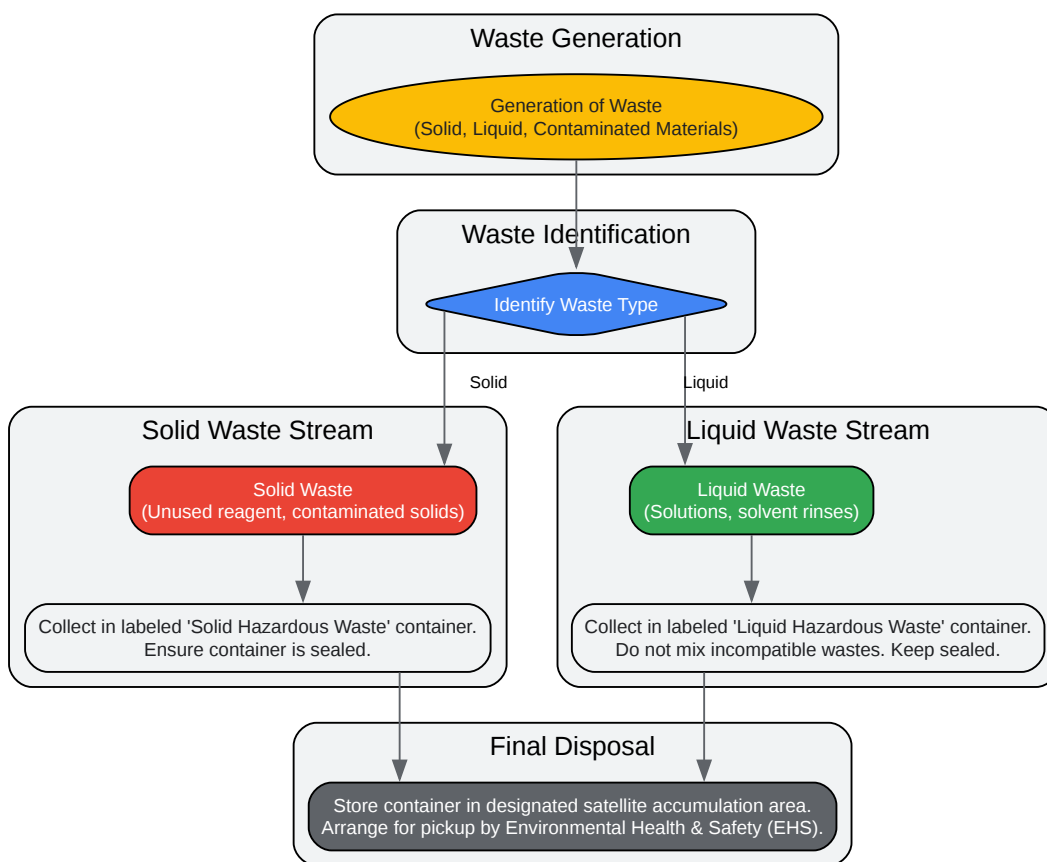 Waste Generation
Generation of Waste
(Solid, Liquid, Contaminated Materials)
Waste Identification
Identify Waste Type
Solid
Liquid
Solid Waste Stream
Solid Waste
(Unused reagent, contaminated solids)
Collect in labeled 'Solid Hazardous Waste' container.
Ensure container is sealed.
Liquid Waste Stream
Liquid Waste
(Solutions, solvent rinses)
Collect in labeled 'Liquid Hazardous Waste' container.
Do not mix incompatible wastes. Keep sealed.
Final Disposal
Store container in designated satellite accumulation area.
Arrange for pickup by Environmental Health & Safety (EHS).